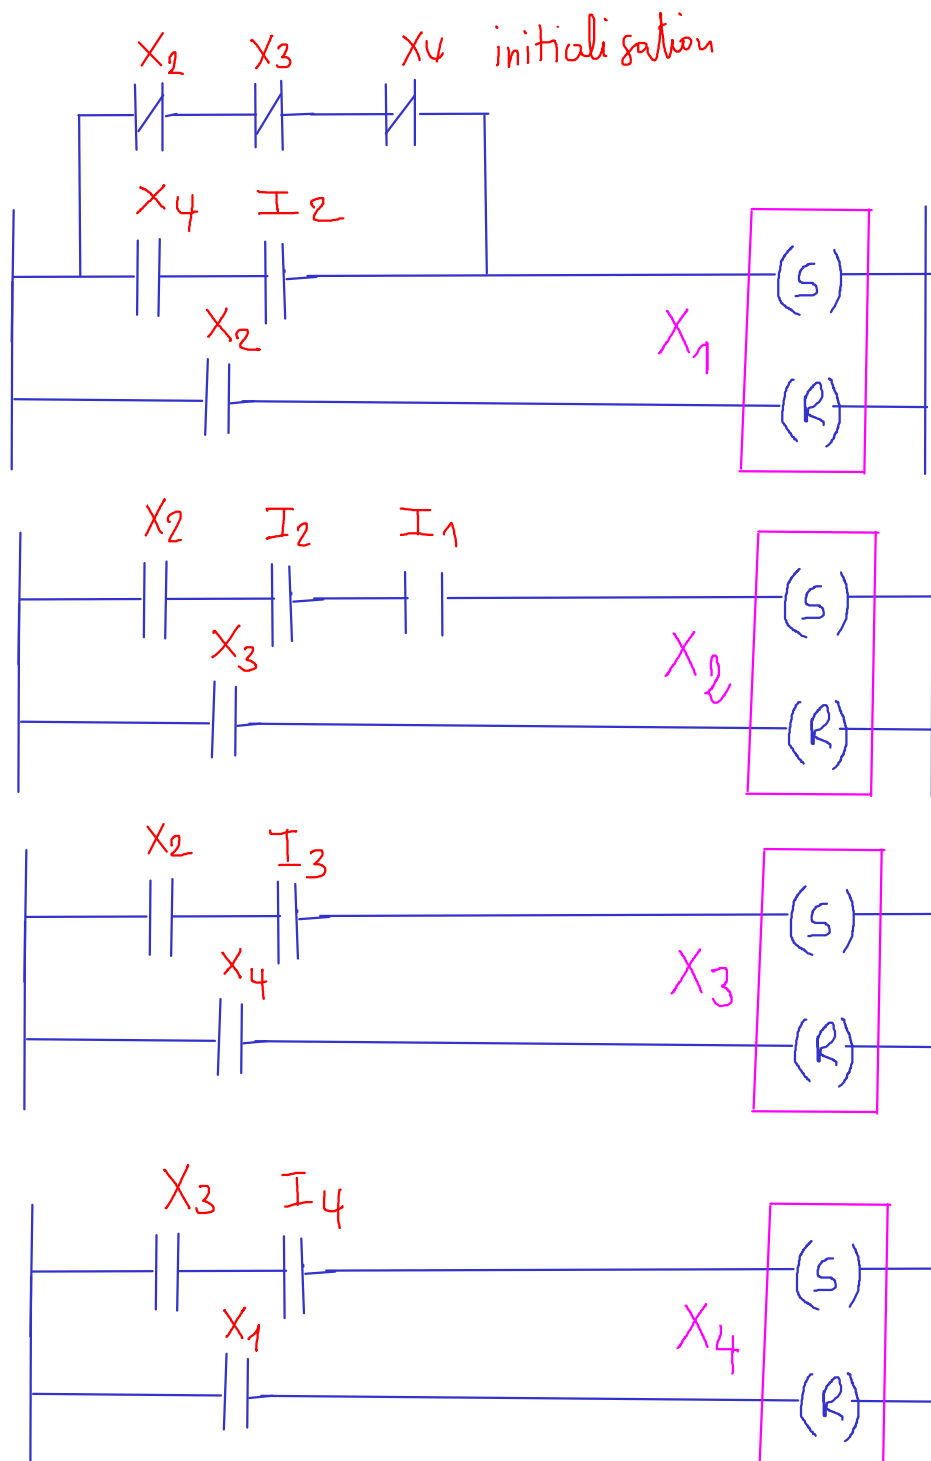 X2 X3 X4 initialisation
X4 I2
(S)
X2
X1
(R)
X2 I2 I1
(S)
X3
X2
(R)
X2 I3
(S)
X4
X3
(R)
X3 I4
(S)
X1
X4
(R)